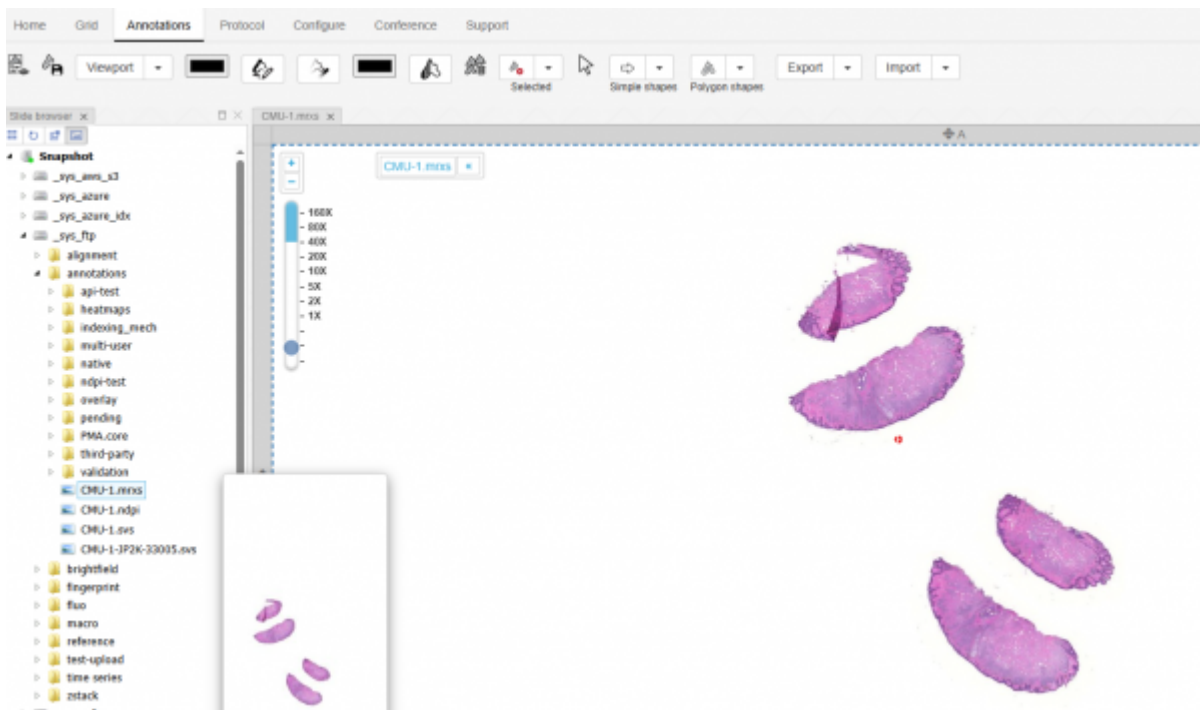 Home Grid Annotations Protocol Configure Conference Support
Viewport Export Import
Selected Simple shapes Polygon shapes
Slide browser x CMU-1.mrxs x
A
Snapshot
CMU-1.mrxs «
_sys_aws_s3
_sys_azure
_sys_azure_idx
_sys_ftp
alignment
annotations
api-test
heatmaps
indexing_mech
multi-user
native
ndpi-test
overlay
pending
PMA.core
third-party
validation
CMU-1.mrxs
CMU-1.ndpi
CMU-1.svs
CMU-1-JP2K-33005.svs
brightfield
fingerprint
fluo
macro
reference
test-upload
time series
zstack
+
−
160X
80X
40X
20X
10X
5X
2X
1X